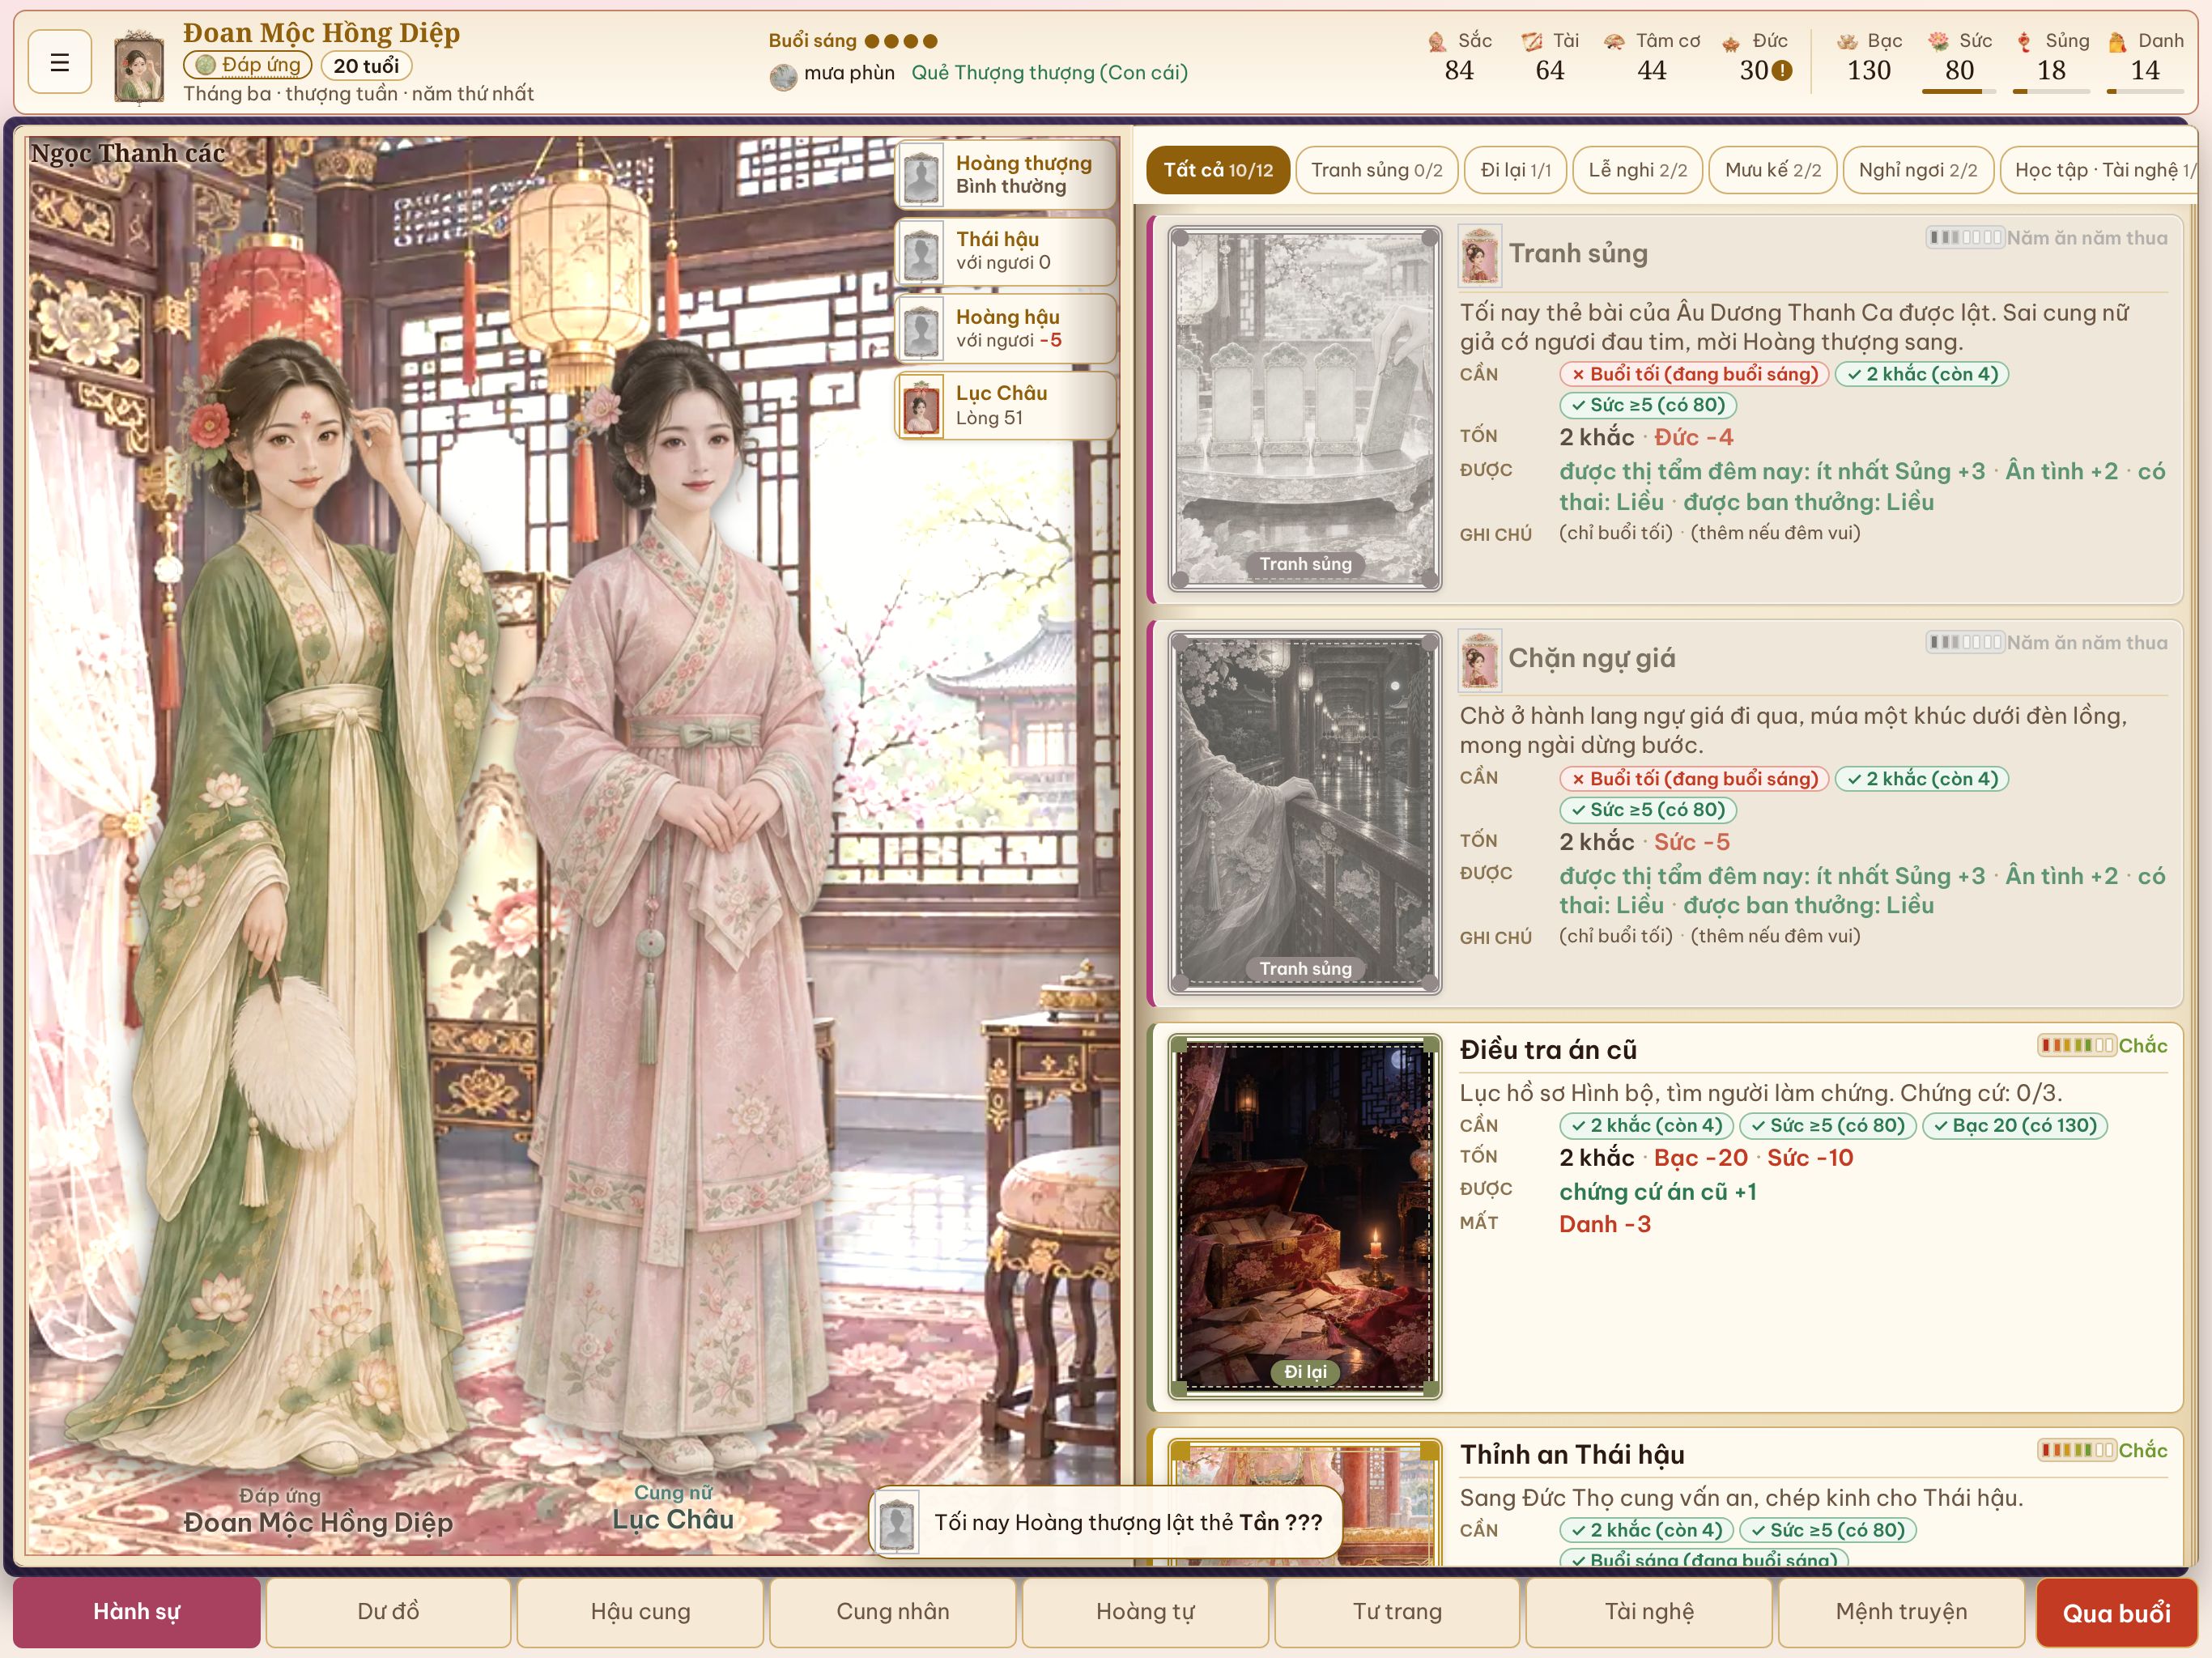 ☰
Đoan Mộc Hồng Diệp
Đáp ứng
20 tuổi
Tháng ba · thượng tuần · năm thứ nhất
Buổi sáng
mưa phùn Quẻ Thượng thượng (Con cái)
Sắc
84
Tài
64
Tâm cơ
44
Đức
30!
Bạc
130
Sức
80
Sủng
18
Danh
14
Ngọc Thanh các
Hoàng thượng
Bình thường
Thái hậu
với ngươi 0
Hoàng hậu
với ngươi -5
Lục Châu
Lòng 51
Đáp ứng
Đoan Mộc Hồng Diệp
Cung nữ
Lục Châu
Tất cả 10/12
Tranh sủng 0/2
Đi lại 1/1
Lễ nghi 2/2
Mưu kế 2/2
Nghỉ ngơi 2/2
Học tập · Tài nghệ 1/
Tranh sủng
Tranh sủng
Năm ăn năm thua
Tối nay thẻ bài của Âu Dương Thanh Ca được lật. Sai cung nữ
giả cớ ngươi đau tim, mời Hoàng thượng sang.
CẦN × Buổi tối (đang buổi sáng) ✓ 2 khắc (còn 4)
✓ Sức ≥5 (có 80)
TỐN 2 khắc · Đức -4
ĐƯỢC được thị tẩm đêm nay: ít nhất Sủng +3 · Ân tình +2 · có
thai: Liều · được ban thưởng: Liều
GHI CHÚ (chỉ buổi tối) · (thêm nếu đêm vui)
Tranh sủng
Chặn ngự giá
Năm ăn năm thua
Chờ ở hành lang ngự giá đi qua, múa một khúc dưới đèn lồng,
mong ngài dừng bước.
CẦN × Buổi tối (đang buổi sáng) ✓ 2 khắc (còn 4)
✓ Sức ≥5 (có 80)
TỐN 2 khắc · Sức -5
ĐƯỢC được thị tẩm đêm nay: ít nhất Sủng +3 · Ân tình +2 · có
thai: Liều · được ban thưởng: Liều
GHI CHÚ (chỉ buổi tối) · (thêm nếu đêm vui)
Đi lại
Điều tra án cũ
Chắc
Lục hồ sơ Hình bộ, tìm người làm chứng. Chứng cứ: 0/3.
CẦN ✓ 2 khắc (còn 4) ✓ Sức ≥5 (có 80) ✓ Bạc 20 (có 130)
TỐN 2 khắc · Bạc -20 · Sức -10
ĐƯỢC chứng cứ án cũ +1
MẤT Danh -3
Thỉnh an Thái hậu
Chắc
Sang Đức Thọ cung vấn an, chép kinh cho Thái hậu.
CẦN ✓ 2 khắc (còn 4) ✓ Sức ≥5 (có 80)
✓ Buổi sáng (đang buổi sáng)
Tối nay Hoàng thượng lật thẻ Tần ???
Hành sự
Dư đồ
Hậu cung
Cung nhân
Hoàng tự
Tư trang
Tài nghệ
Mệnh truyện
Qua buổi